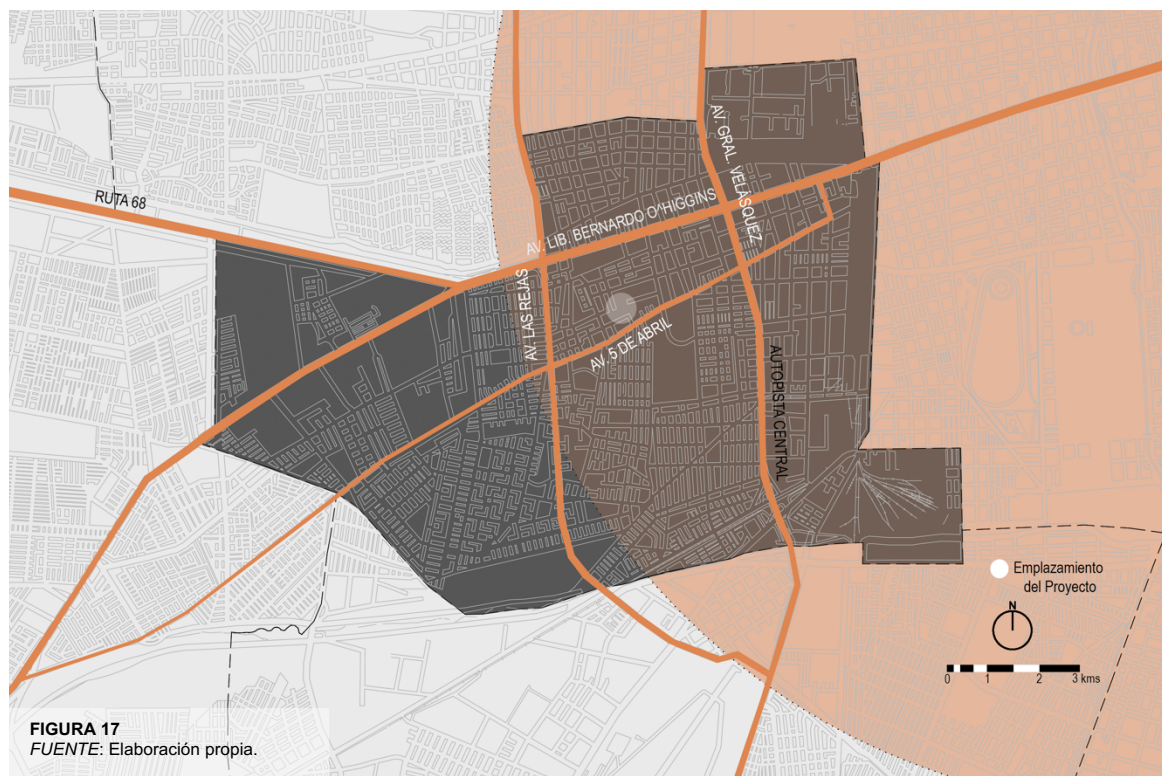 RUTA 68
AV. LIB. BERNARDO O^HIGGINS
AV. GRAL. VELÁSQUEZ
AV. LAS REJAS
AV. 5 DE ABRIL
AUTOPISTA CENTRAL
Emplazamiento
del Proyecto
N
0 1 2 3 kms
FIGURA 17
FUENTE: Elaboración propia.